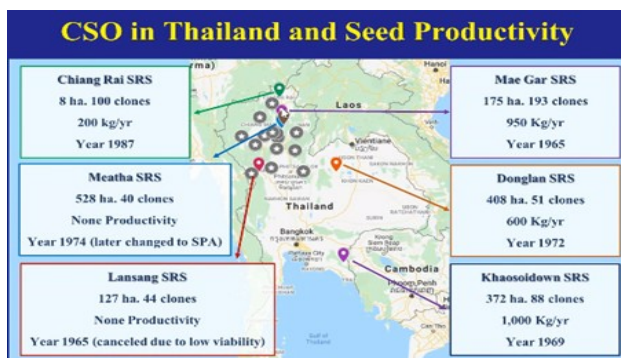 CSO in Thailand and Seed Productivity
Chiang Rai SRS
8 ha. 100 clones
200 kg/yr
Year 1987
Meatha SRS
528 ha. 40 clones
None Productivity
Year 1974 (later changed to SPA)
Lansang SRS
127 ha. 44 clones
None Productivity
Year 1965 (canceled due to low viability)
rma)
Hanoi
Laos
Vientiane
Thailand
Bangkok
Cambodia
Gulf of
Thailand
Mae Gar SRS
175 ha. 193 clones
950 Kg/yr
Year 1965
Donglan SRS
408 ha. 51 clones
600 Kg/yr
Year 1972
Khaosoidown SRS
372 ha. 88 clones
1,000 Kg/yr
Year 1969